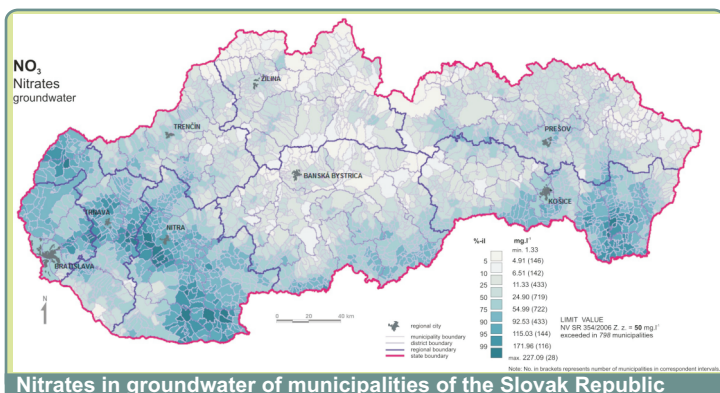 NO3
Nitrates
groundwater
ŽILINA
TRENČÍN
PREŠOV
BANSKÁ BYSTRICA
KOŠICE
TRNAVA
NITRA
BRATISLAVA
N
0 20 40 km
regional city
municipality boundary
district boundary
regional boundary
state boundary
%-il mg.l-1
min. 1.33
5 4.91 (146)
10 6.51 (142)
25 11.33 (433)
50 24.90 (719)
75 54.99 (722)
90 92.53 (433)
95 115.03 (144)
99 171.96 (116)
max. 227.09 (28)
LIMIT VALUE
NV SR 354/2006 Z. z. = 50 mg.l-1
exceeded in 798 municipalities
Note: No. in brackets represents number of municipalities in correspondent intervals.
Nitrates in groundwater of municipalities of the Slovak Republic